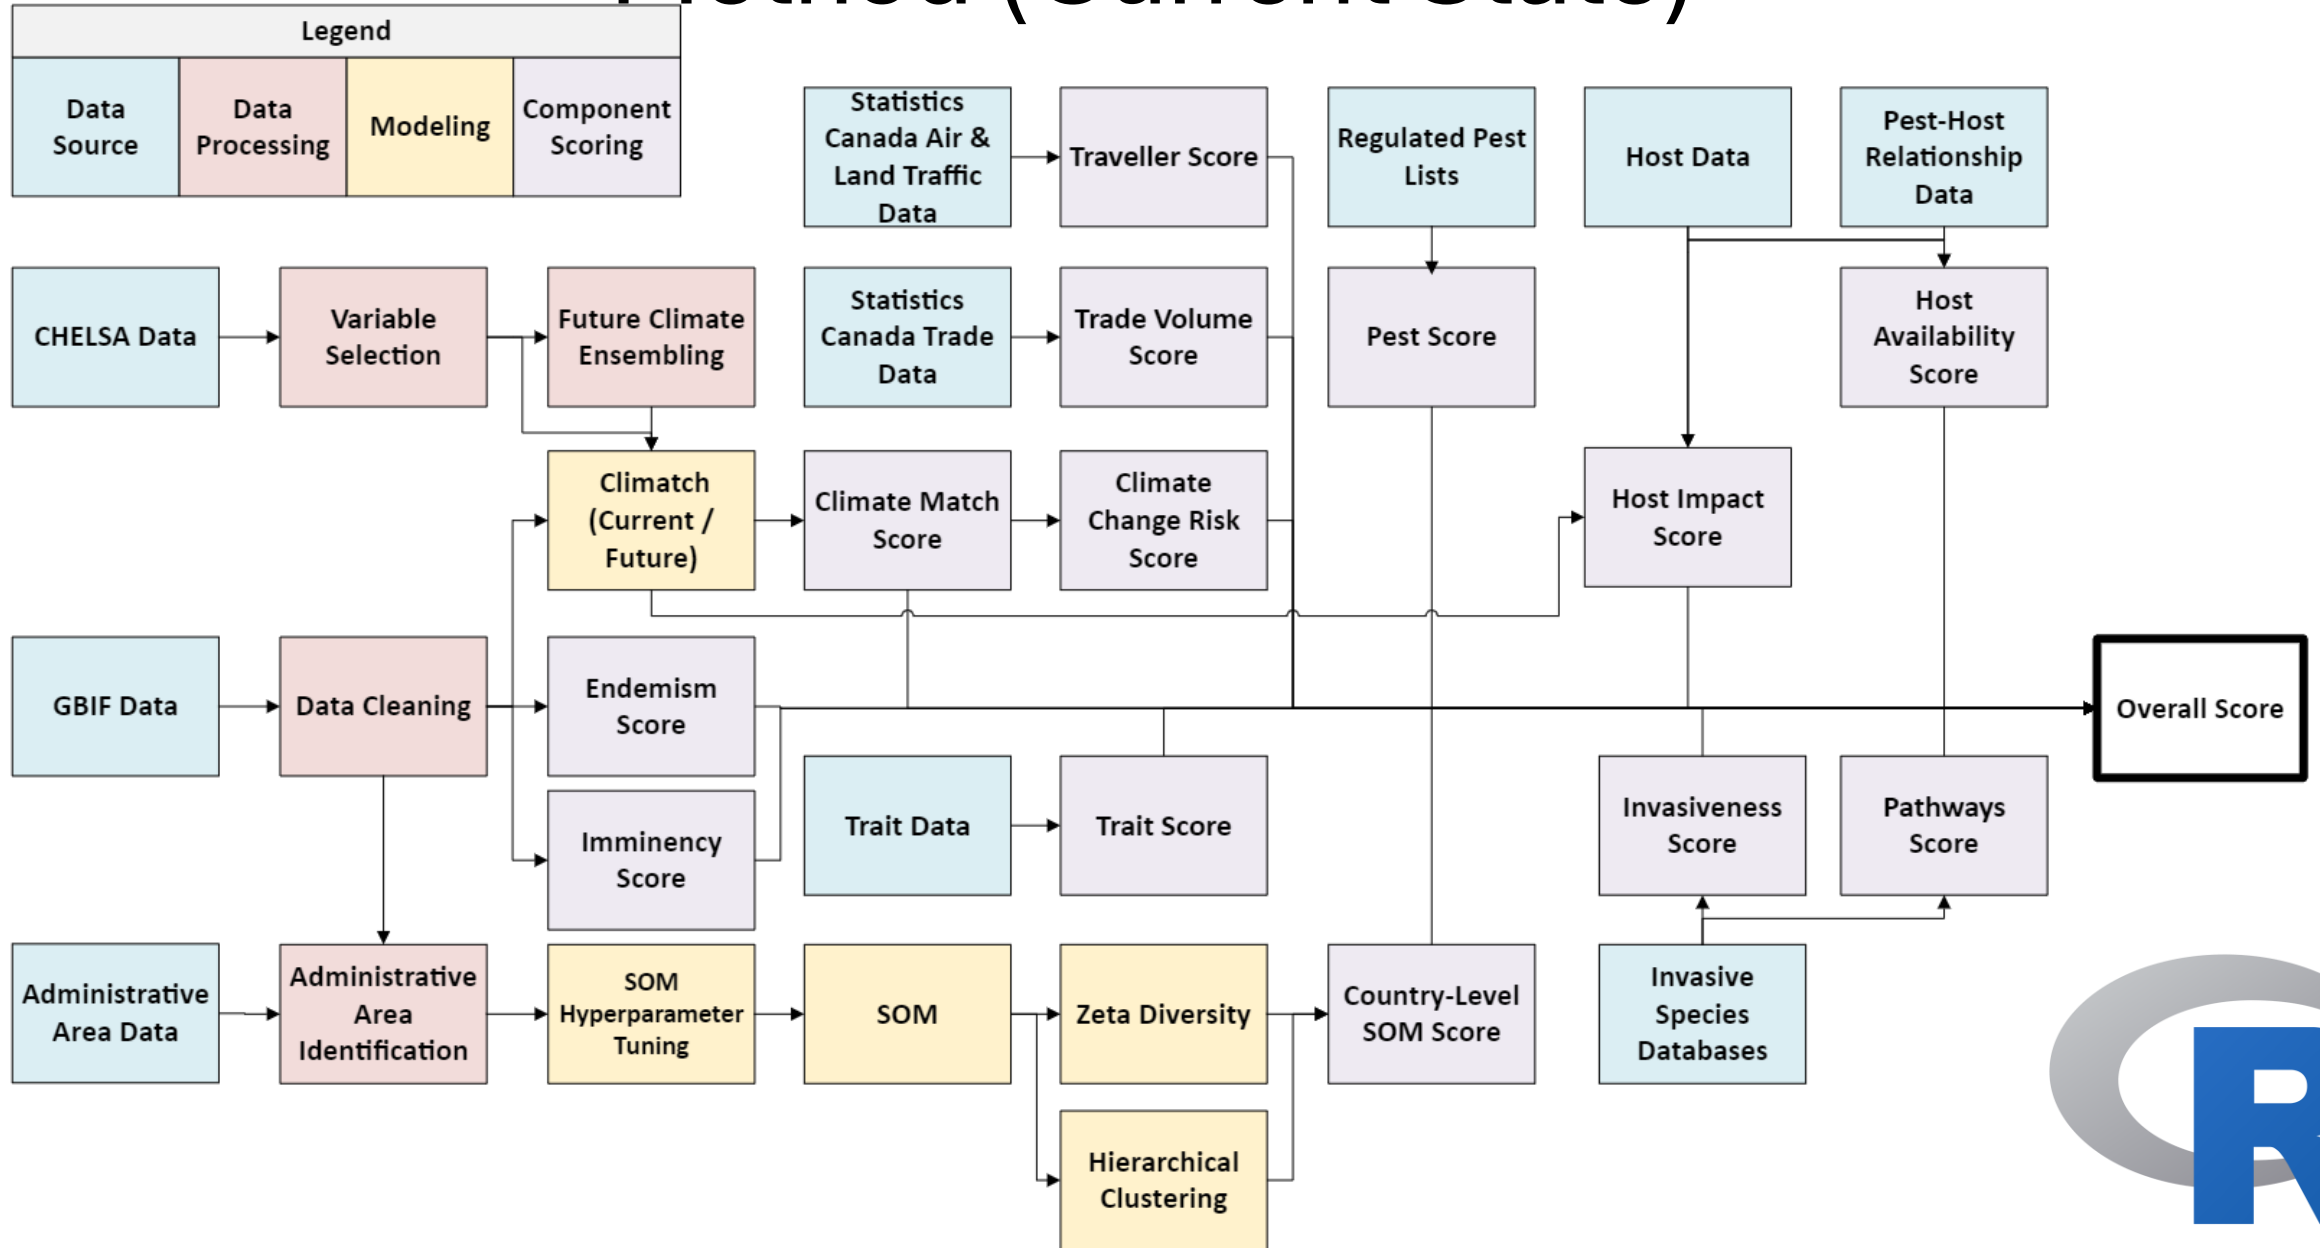 Method (Current State)
Legend
Data
Source
Data
Processing
Modeling
Component
Scoring
Statistics
Canada Air &
Land Traffic
Data
Traveller Score
Regulated Pest
Lists
Host Data
Pest-Host
Relationship
Data
CHELSA Data
Variable
Selection
Future Climate
Ensembling
Statistics
Canada Trade
Data
Trade Volume
Score
Pest Score
Host
Availability
Score
Climatch
(Current /
Future)
Climate Match
Score
Climate
Change Risk
Score
Host Impact
Score
GBIF Data
Data Cleaning
Endemism
Score
Overall Score
Imminency
Score
Trait Data
Trait Score
Invasiveness
Score
Pathways
Score
Administrative
Area Data
Administrative
Area
Identification
SOM
Hyperparameter
Tuning
SOM
Zeta Diversity
Country-Level
SOM Score
Invasive
Species
Databases
Hierarchical
Clustering
R